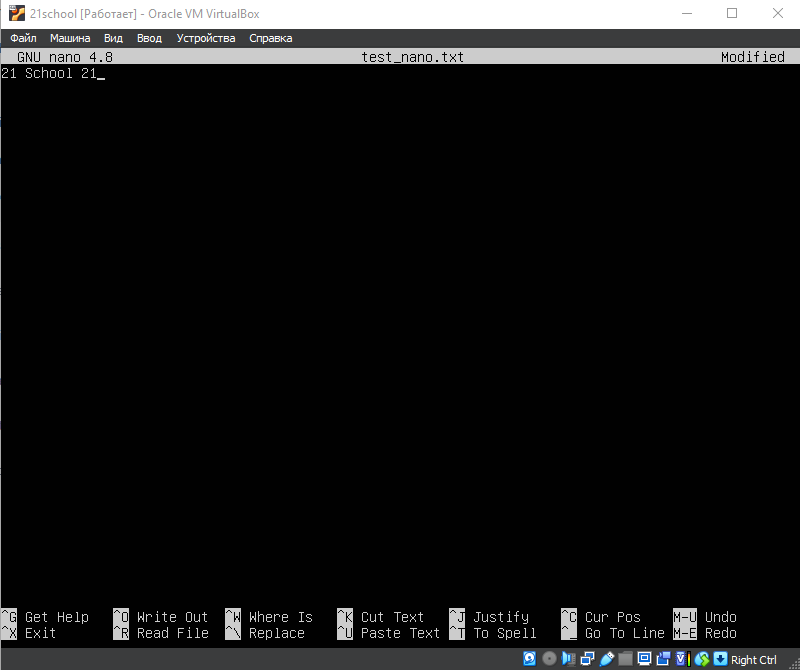 21school [Работает] - Oracle VM VirtualBox
Файл Машина Вид Ввод Устройства Справка
GNU nano 4.8 test_nano.txt Modified
21 School 21_
^G Get Help ^O Write Out ^W Where Is ^K Cut Text ^J Justify ^C Cur Pos M-U Undo
^X Exit ^R Read File ^\ Replace ^U Paste Text ^T To Spell ^_ Go To Line M-E Redo
Right Ctrl